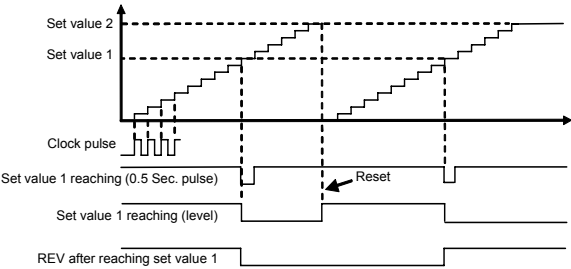 Set value 2
Set value 1
Clock pulse
Set value 1 reaching (0.5 Sec. pulse)
Reset
Set value 1 reaching (level)
REV after reaching set value 1